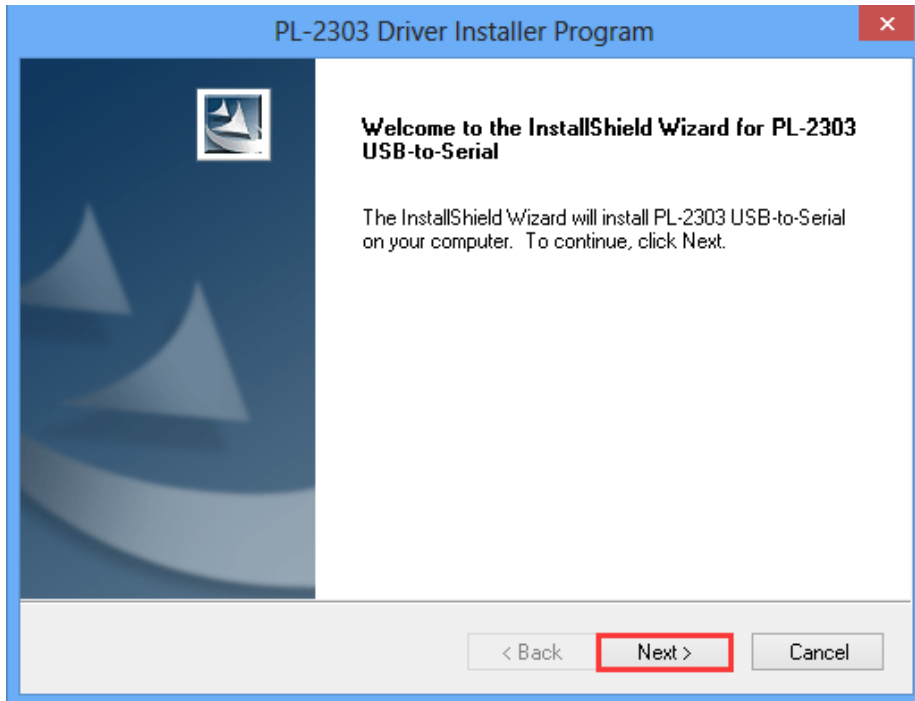 PL-2303 Driver Installer Program
Welcome to the InstallShield Wizard for PL-2303
USB-to-Serial
The InstallShield Wizard will install PL-2303 USB-to-Serial
on your computer.  To continue, click Next.
< Back
Next >
Cancel